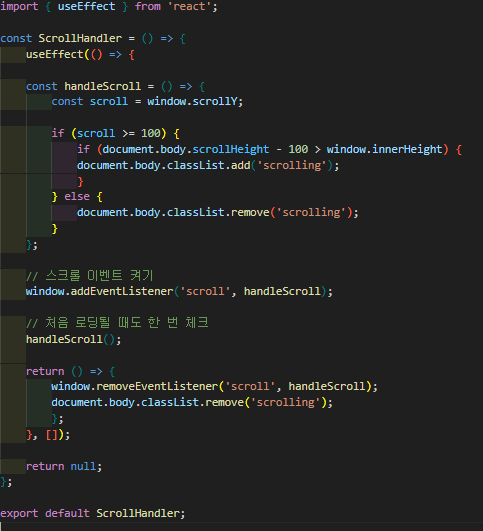 import { useEffect } from 'react';

const ScrollHandler = () => {
    useEffect(() => {

    const handleScroll = () => {
        const scroll = window.scrollY;

        if (scroll >= 100) {
            if (document.body.scrollHeight - 100 > window.innerHeight) {
            document.body.classList.add('scrolling');
            }
        } else {
            document.body.classList.remove('scrolling');
        }
    };

    // 스크롤 이벤트 켜기
    window.addEventListener('scroll', handleScroll);

    // 처음 로딩될 때도 한 번 체크
    handleScroll();

    return () => {
        window.removeEventListener('scroll', handleScroll);
        document.body.classList.remove('scrolling');
        };
    }, []);

    return null;
};

export default ScrollHandler;